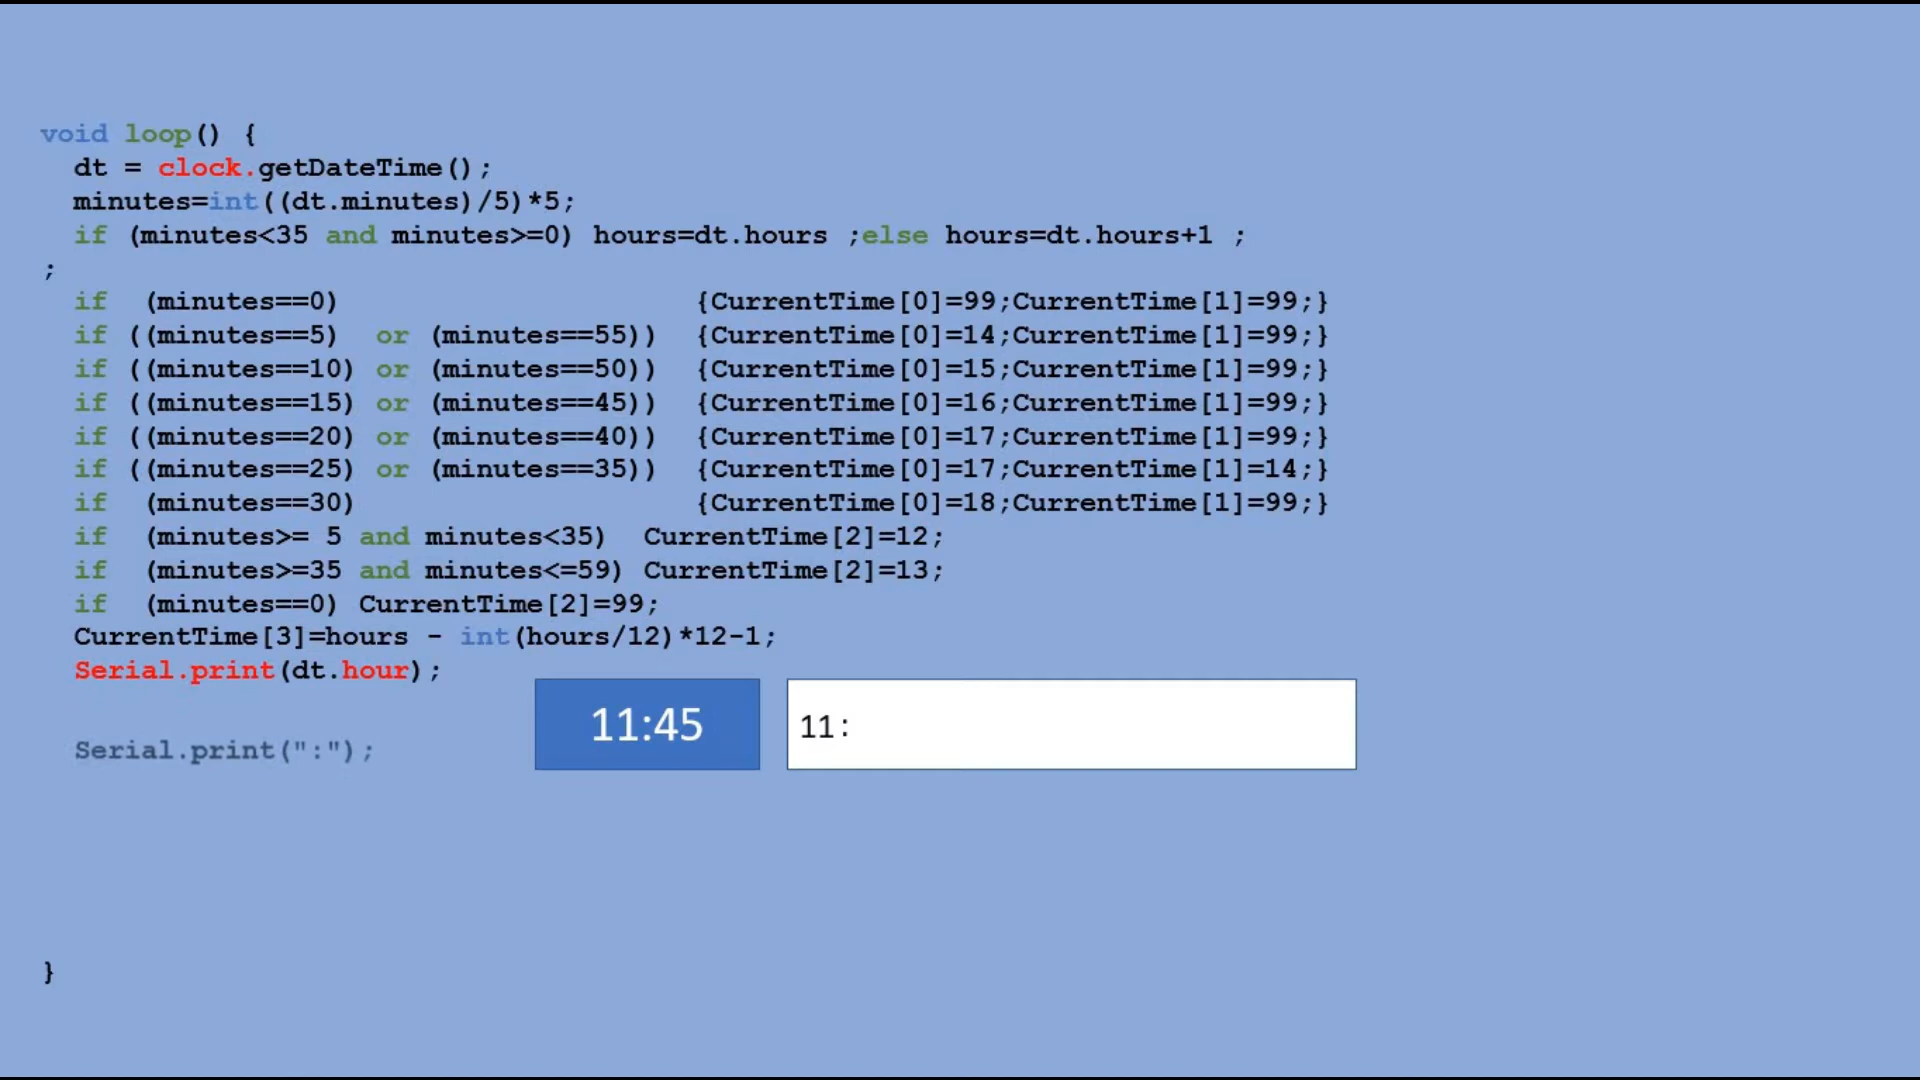 void loop() {
dt = clock.getDateTime();
minutes=int((dt.minutes)/5)*5;
if (minutes<35 and minutes>=0) hours=dt.hours ;else hours=dt.hours+1 ;
;
if (minutes==0) {CurrentTime[0]=99;CurrentTime[1]=99;}
if ((minutes==5) or (minutes==55)) {CurrentTime[0]=14;CurrentTime[1]=99;}
if ((minutes==10) or (minutes==50)) {CurrentTime[0]=15;CurrentTime[1]=99;}
if ((minutes==15) or (minutes==45)) {CurrentTime[0]=16;CurrentTime[1]=99;}
if ((minutes==20) or (minutes==40)) {CurrentTime[0]=17;CurrentTime[1]=99;}
if ((minutes==25) or (minutes==35)) {CurrentTime[0]=17;CurrentTime[1]=14;}
if (minutes==30) {CurrentTime[0]=18;CurrentTime[1]=99;}
if (minutes>= 5 and minutes<35) CurrentTime[2]=12;
if (minutes>=35 and minutes<=59) CurrentTime[2]=13;
if (minutes==0) CurrentTime[2]=99;
CurrentTime[3]=hours - int(hours/12)*12-1;
Serial.print(dt.hour);
11:45
11:
Serial.print(":");
}